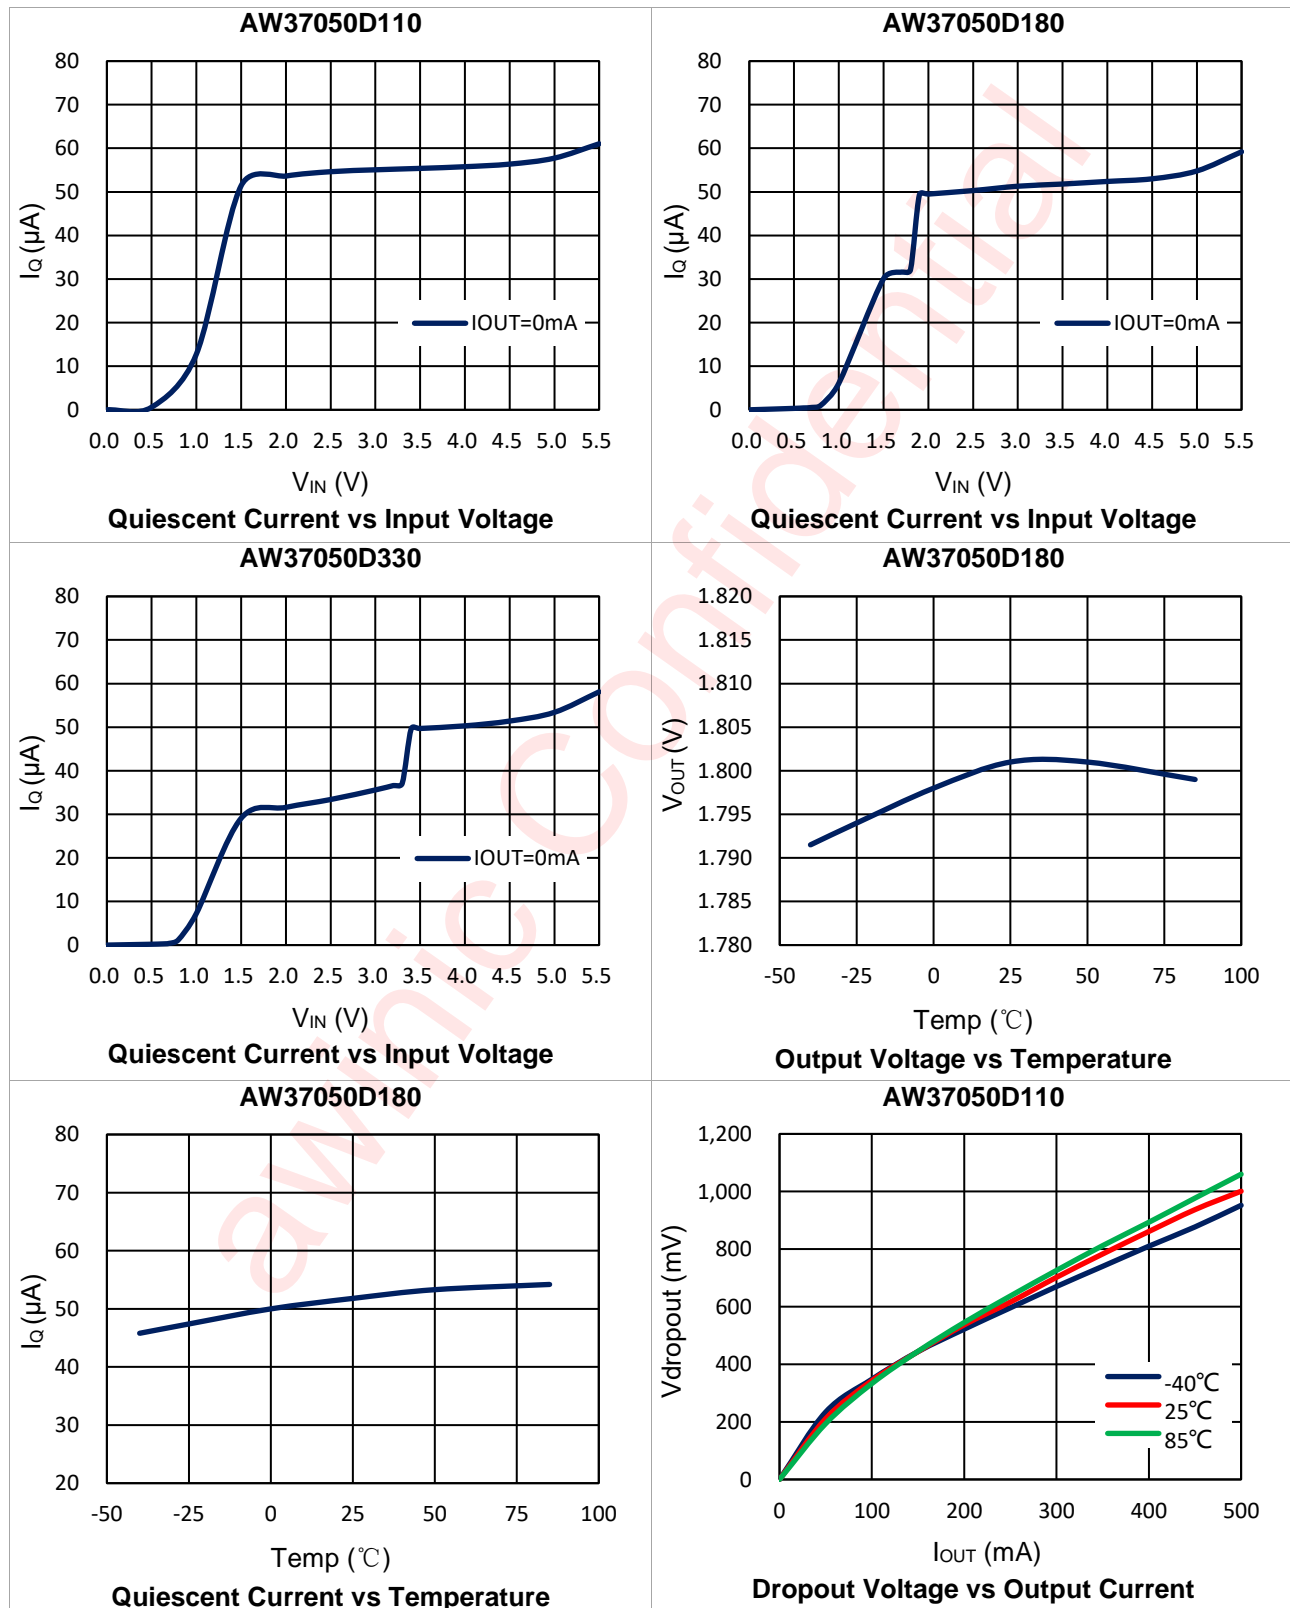 AW37050D110
80
70
60
50
40
30
20
10
0
IQ (µA)
IOUT=0mA
0.0 0.5 1.0 1.5 2.0 2.5 3.0 3.5 4.0 4.5 5.0 5.5
VIN (V)
Quiescent Current vs Input Voltage
AW37050D180
80
70
60
50
40
30
20
10
0
IQ (µA)
IOUT=0mA
0.0 0.5 1.0 1.5 2.0 2.5 3.0 3.5 4.0 4.5 5.0 5.5
VIN (V)
Quiescent Current vs Input Voltage
AW37050D330
80
70
60
50
40
30
20
10
0
IQ (µA)
IOUT=0mA
0.0 0.5 1.0 1.5 2.0 2.5 3.0 3.5 4.0 4.5 5.0 5.5
VIN (V)
Quiescent Current vs Input Voltage
AW37050D180
1.820
1.815
1.810
1.805
1.800
1.795
1.790
1.785
1.780
VOUT (V)
-50 -25 0 25 50 75 100
Temp (℃)
Output Voltage vs Temperature
AW37050D180
80
70
60
50
40
30
20
IQ (µA)
-50 -25 0 25 50 75 100
Temp (℃)
Quiescent Current vs Temperature
AW37050D110
1,200
1,000
800
600
400
200
0
Vdropout (mV)
-40℃
25℃
85℃
0 100 200 300 400 500
IOUT (mA)
Dropout Voltage vs Output Current
awinic Confidential